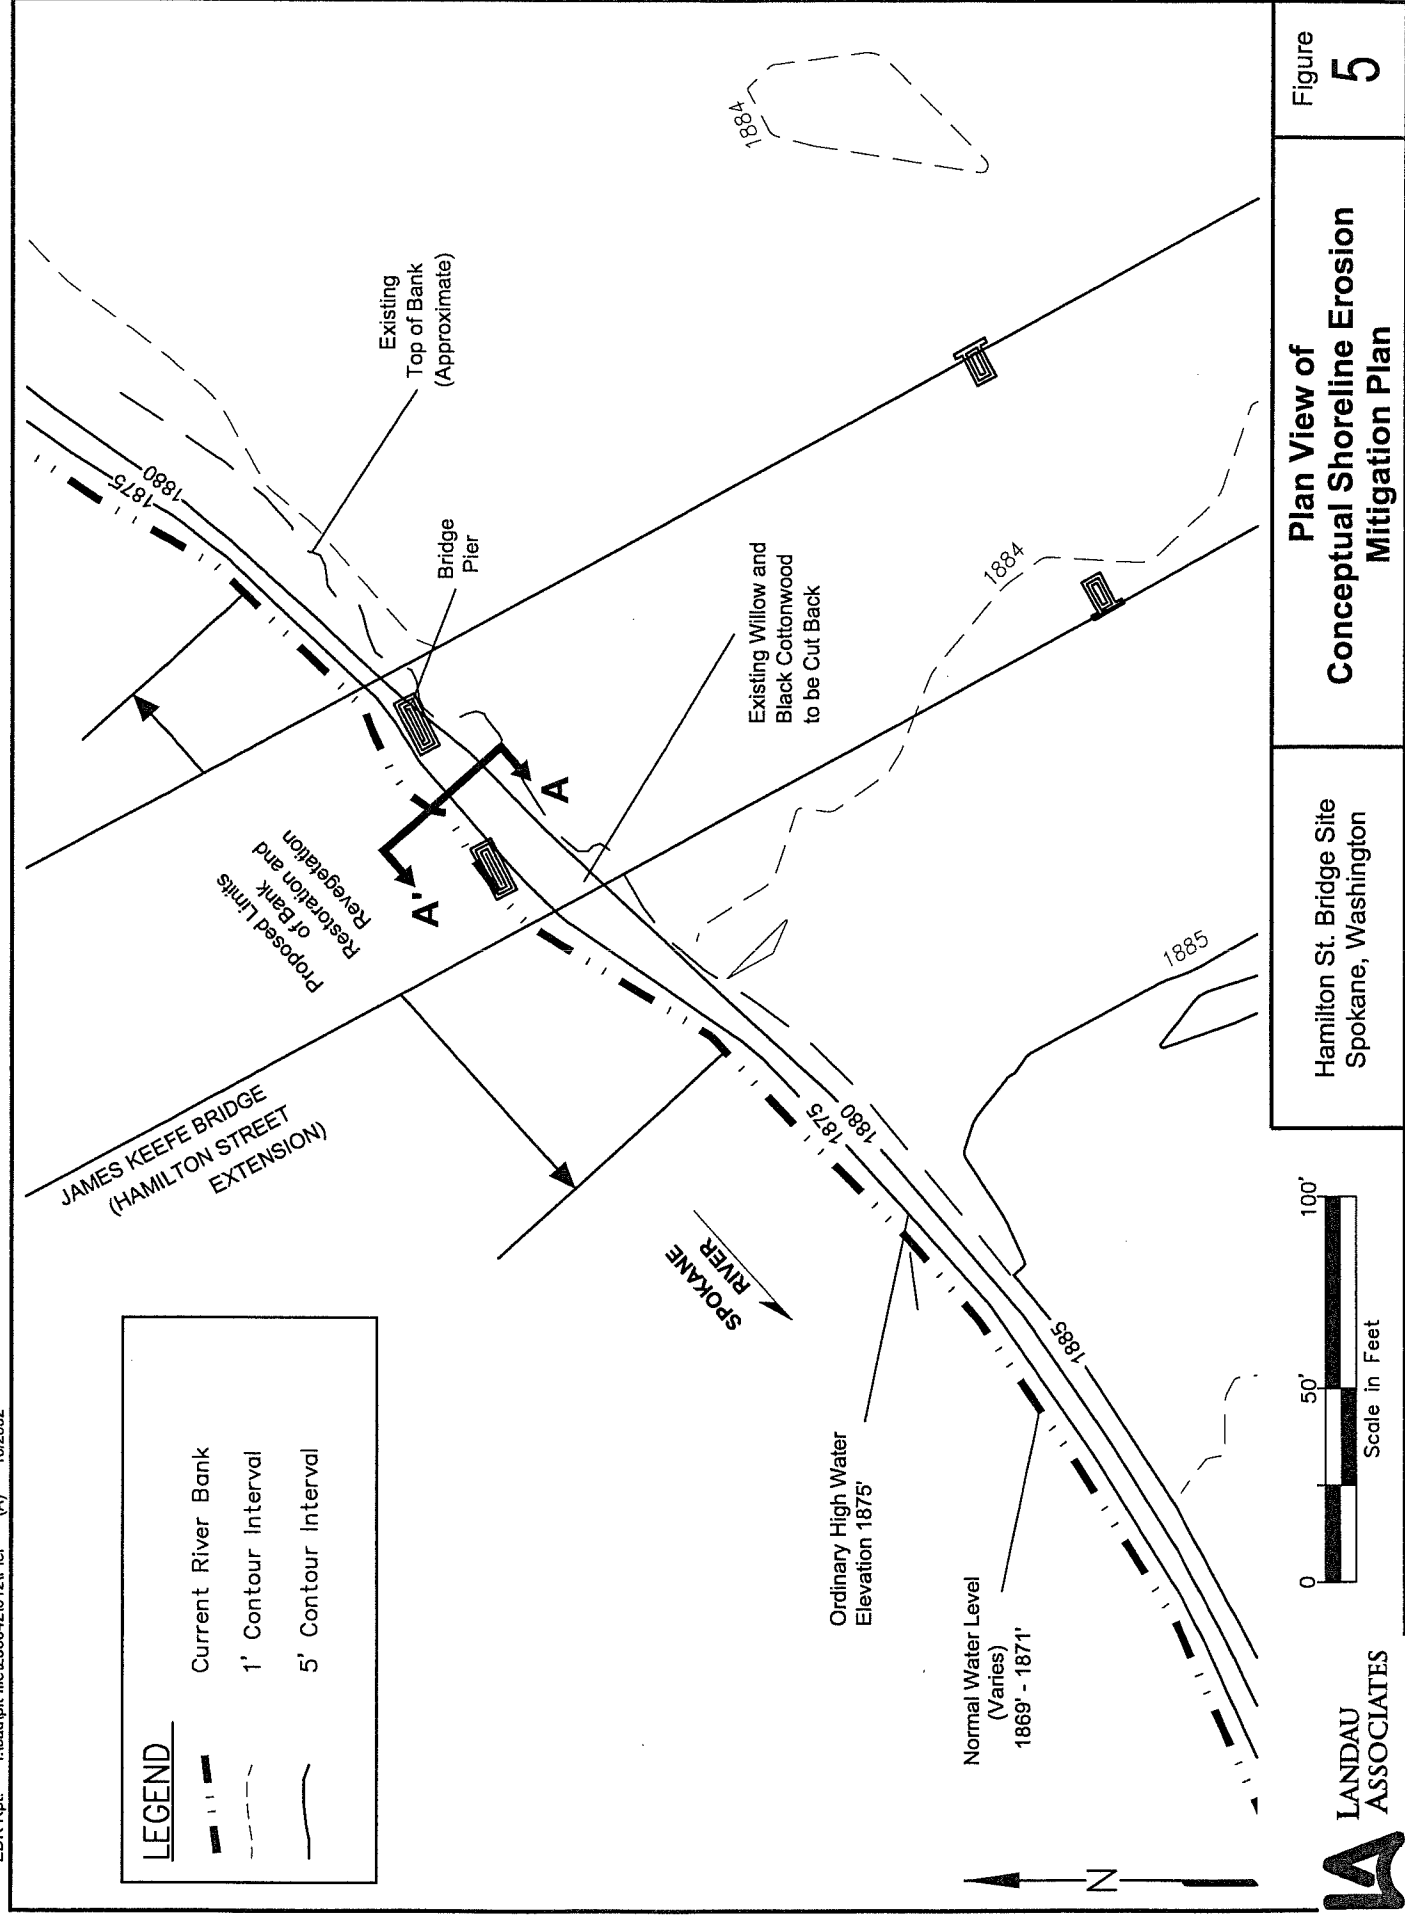 LEGEND
Current River Bank
1' Contour Interval
5' Contour Interval
JAMES KEEFE BRIDGE
(HAMILTON STREET
EXTENSION)
Proposed Limits
of Bank
Restoration and
Revegetation
A'
A
Bridge
Pier
Existing
Top of Bank
(Approximate)
1875
1880
1884
Existing Willow and
Black Cottonwood
to be Cut Back
1884
SPOKANE
RIVER
1875
1880
1885
1885
Ordinary High Water
Elevation 1875'
Normal Water Level
(Varies)
1869' - 1871'
N
LANDAU
ASSOCIATES
0
50'
100'
Scale in Feet
Hamilton St. Bridge Site
Spokane, Washington
Plan View of
Conceptual Shoreline Erosion
Mitigation Plan
Figure
5